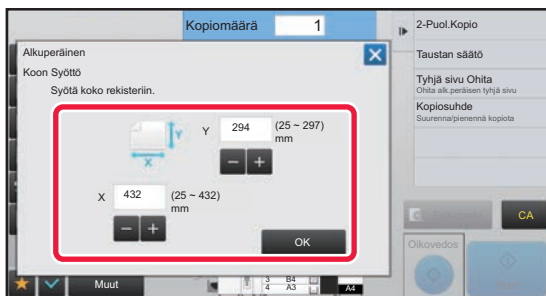 Kopiomäärä 1
2-Puol.Kopio
Alkuperäinen
Taustan säätö
Koon Syöttö
Tyhjä sivu Ohita
Ohita alk.peräisen tyhjä sivu
Syötä koko rekisteriin.
Kopiosuhde
Suurenna/pienennä kopiota
Y
X
Y 294 (25 ~ 297)
mm
X 432 (25 ~ 432)
mm
OK
CA
Oikovedos
Muut
3 B4
4 A3
A4